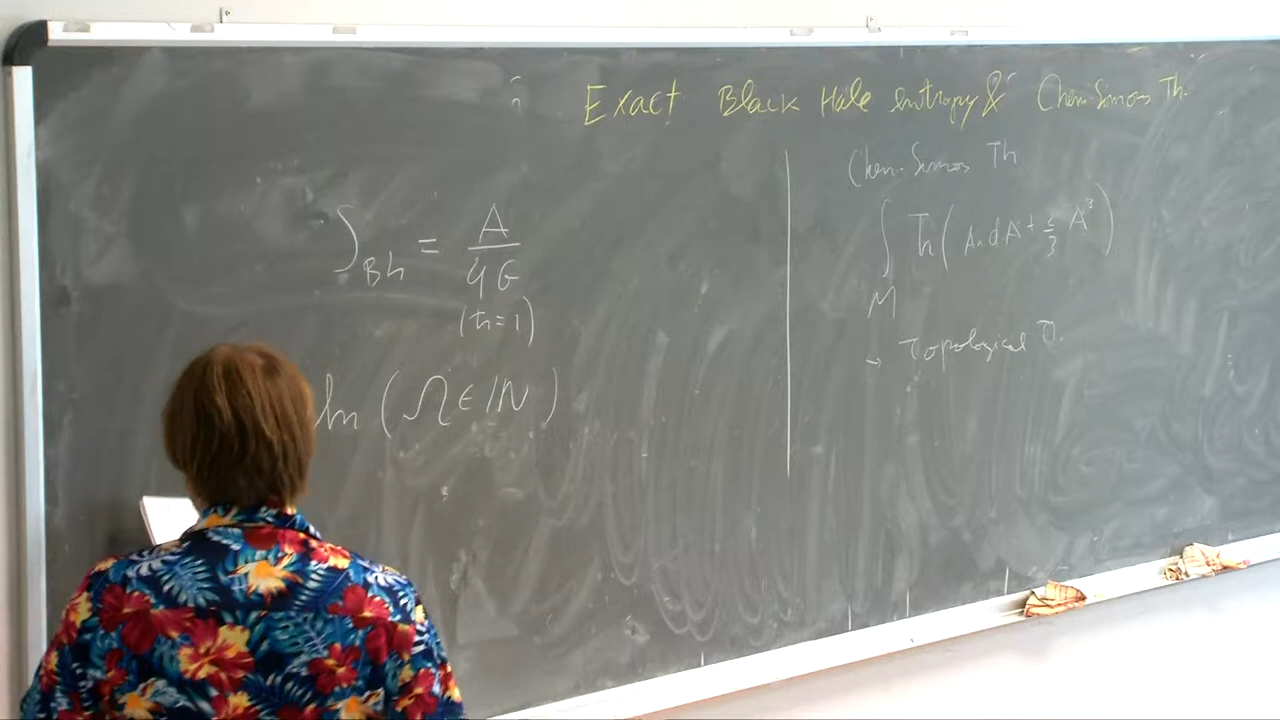 Exact Black Hole entropy & Chern-Simons Th.
S_Bh = A / 4G
(ħ = 1)
ln (Ω ∈ ℕ)
Chern-Simons Th
∫_M Tr(A∧dA + 2/3 A³)
→ Topological T.